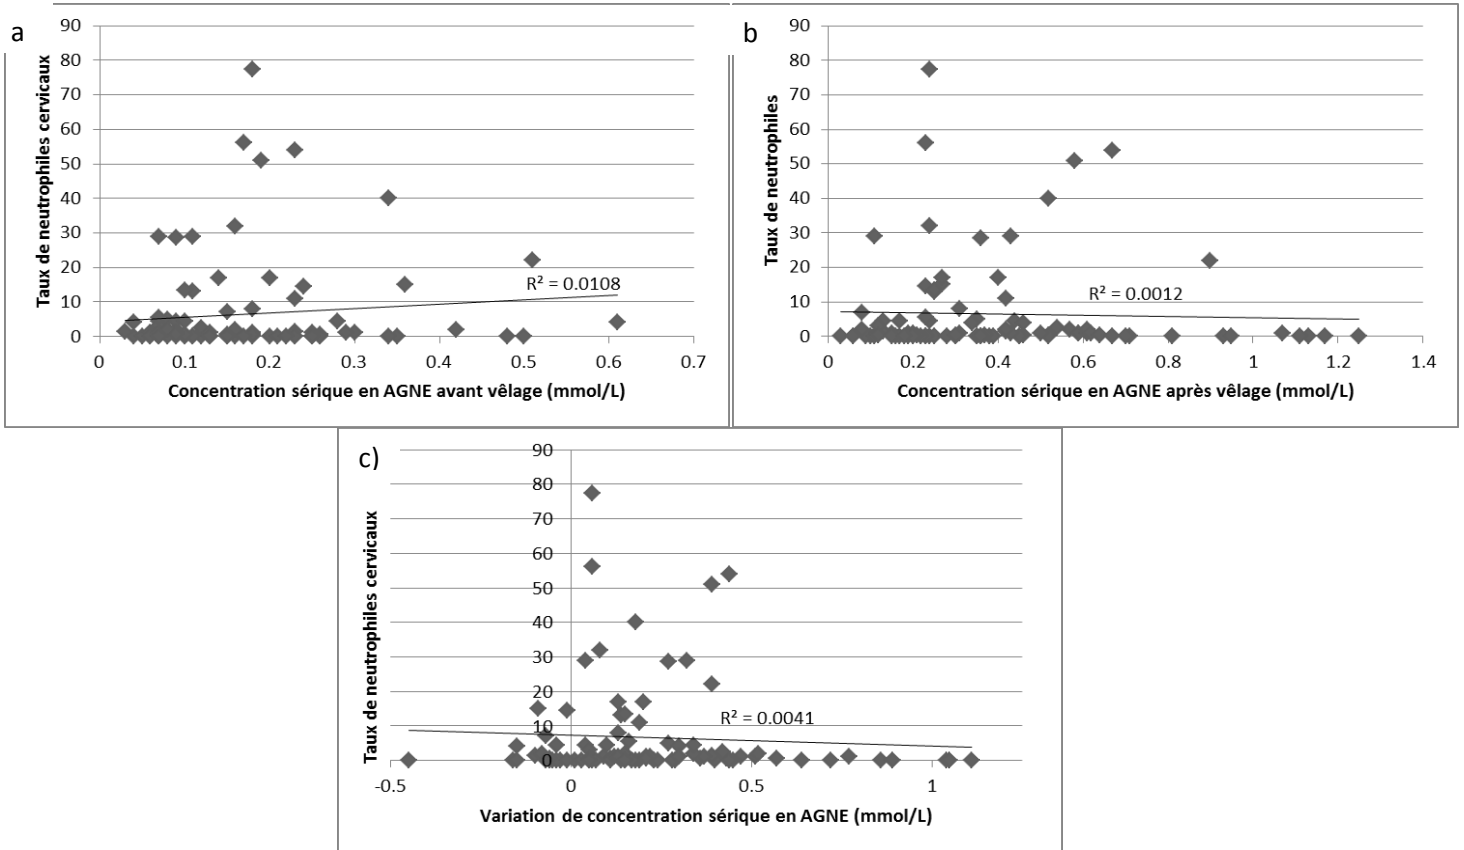 a
90
80
70
60
50
40
30
20
10
0
Taux de neutrophiles cervicaux
R² = 0.0108
0 0.1 0.2 0.3 0.4 0.5 0.6 0.7
Concentration sérique en AGNE avant vêlage (mmol/L)
b
90
80
70
60
50
40
30
20
10
0
Taux de neutrophiles
R² = 0.0012
0 0.2 0.4 0.6 0.8 1 1.2 1.4
Concentration sérique en AGNE après vêlage (mmol/L)
c)
90
80
70
60
50
40
30
20
10
0
Taux de neutrophiles cervicaux
R² = 0.0041
-0.5 0 0.5 1
Variation de concentration sérique en AGNE (mmol/L)